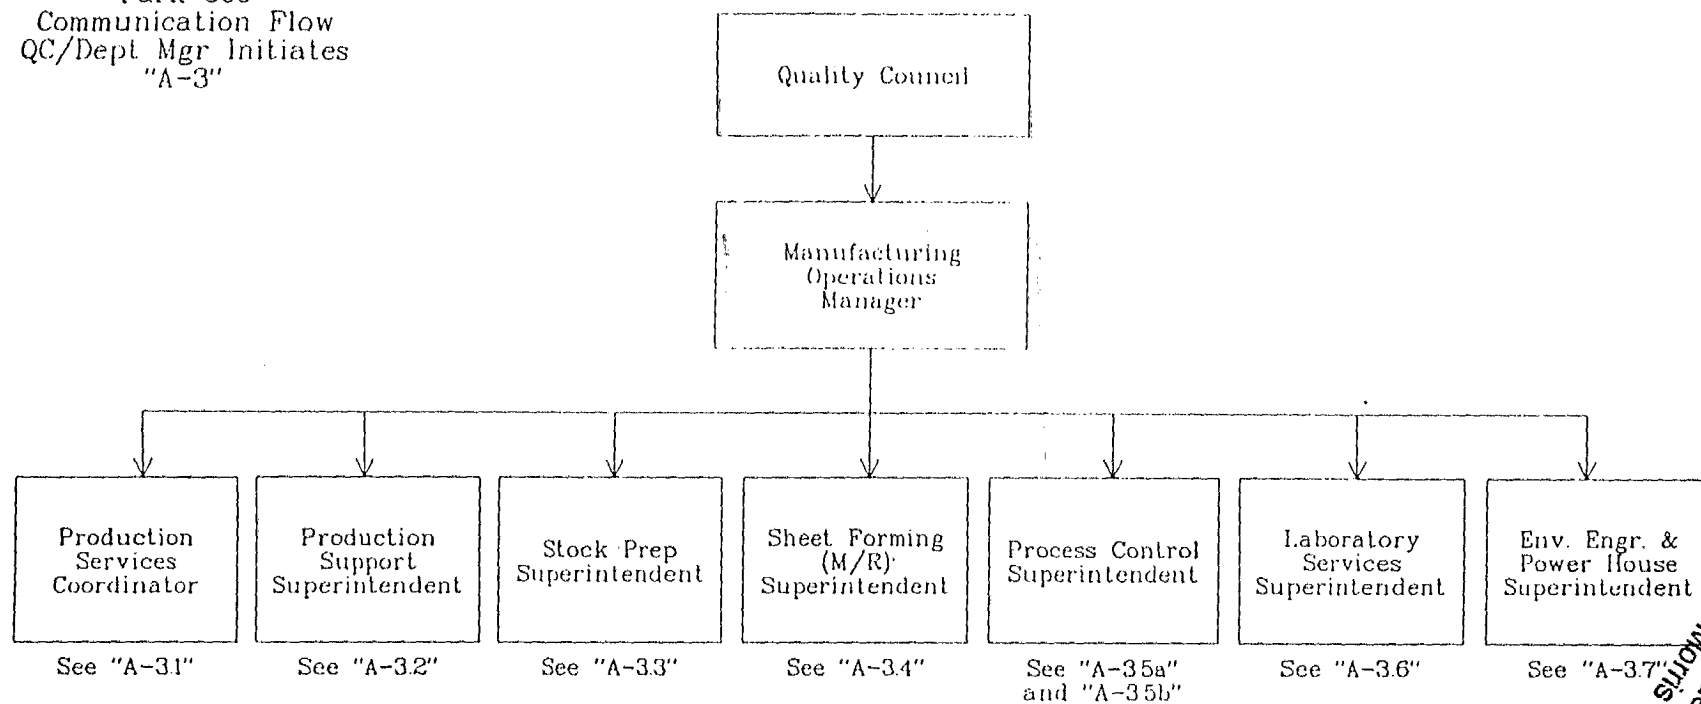 Communication Flow
QC/Dept Mgr Initiates
"A-3"
Quality Council
Manufacturing
Operations
Manager
Production
Services
Coordinator
See "A-3.1"
Production
Support
Superintendent
See "A-3.2"
Stock Prep
Superintendent
See "A-3.3"
Sheet Forming
(M/R)
Superintendent
See "A-3.4"
Process Control
Superintendent
See "A-3.5a"
and "A-3.5b"
Laboratory
Services
Superintendent
See "A-3.6"
Env. Engr. &
Power House
Superintendent
See "A-3.7"
Morris